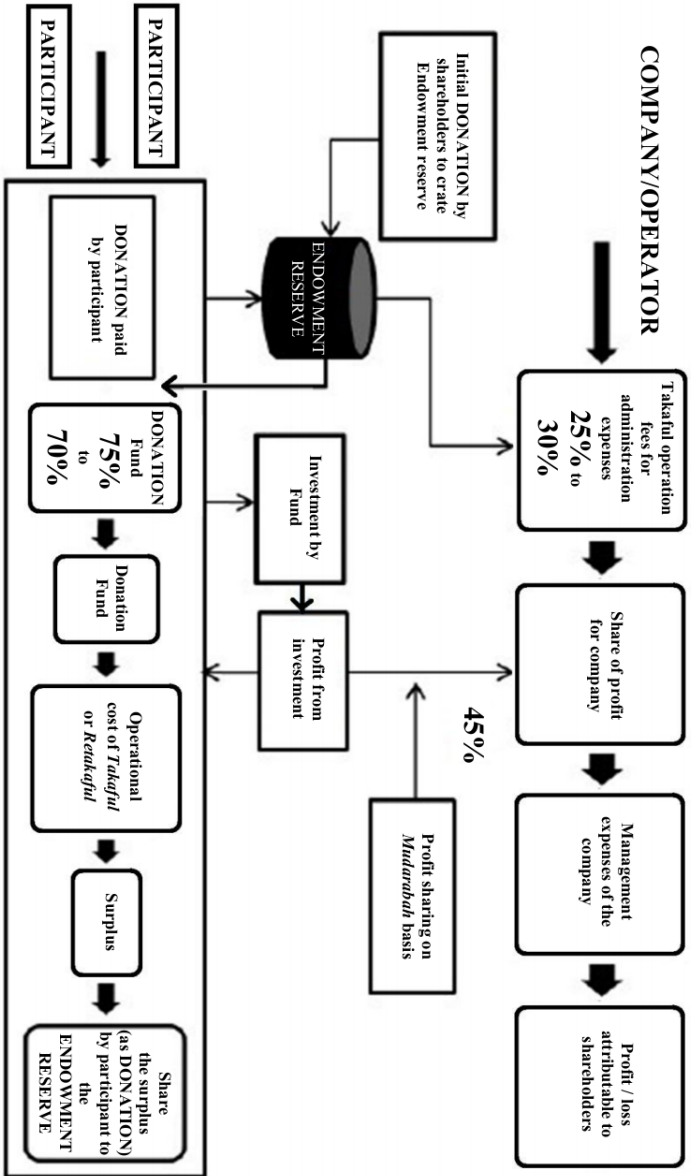 COMPANY/OPERATOR
Takaful operation
fees for
administration
expenses
25% to
30%
Share of profit
for company
Management
expenses of the
company
Profit / loss
attributable to
shareholders
Initial DONATION by
shareholders to crate
Endowment reserve
45%
Profit sharing on
Mudarabah basis
ENDOWMENT
RESERVE
Investment by
Fund
Profit from
investment
PARTICIPANT
PARTICIPANT
DONATION paid
by participant
DONATION
Fund
75%
to
70%
Donation
Fund
Operational
cost of Takaful
or Retakaful
Surplus
Share
the surplus
(as DONATION)
by participant to
the
ENDOWMENT
RESERVE